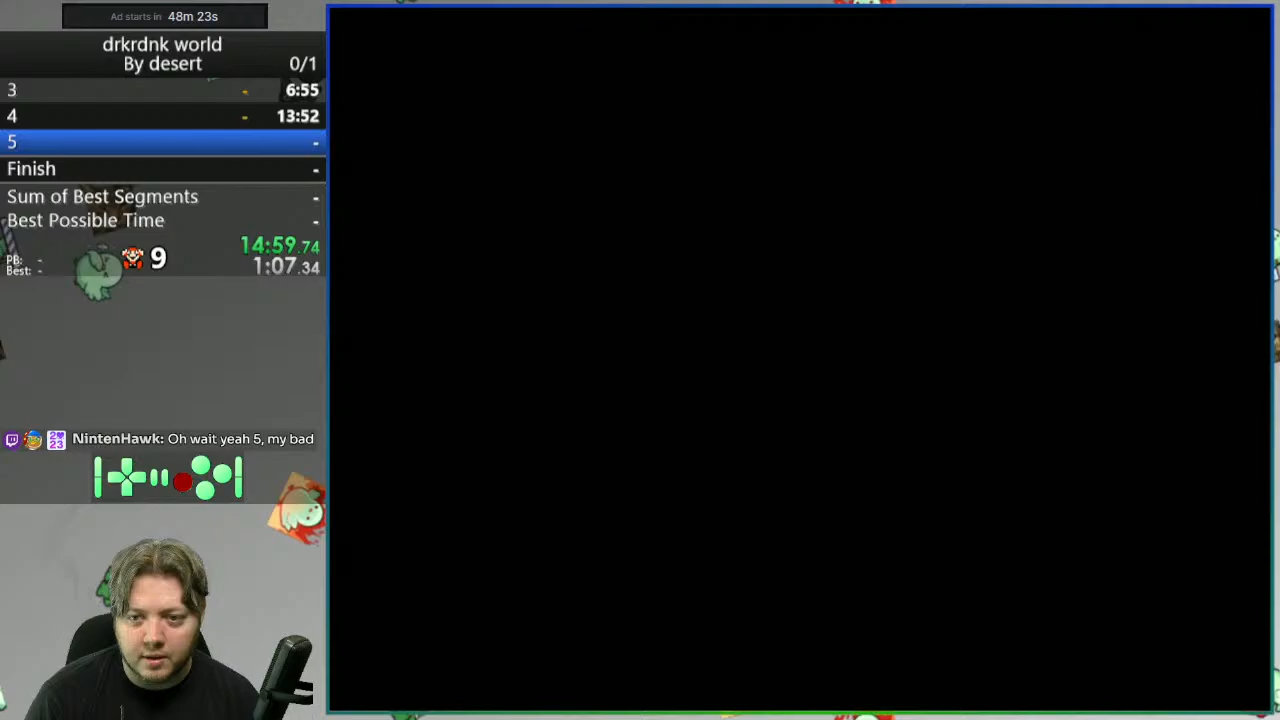 Ad starts in 48m 23s
drkrdnk world
By desert 0/1
3 - 6:55
4 - 13:52
5 -
Finish -
Sum of Best Segments -
Best Possible Time -
PB: -
Best: -
9
14:59.74
1:07.34
2023 NintenHawk: Oh wait yeah 5, my bad